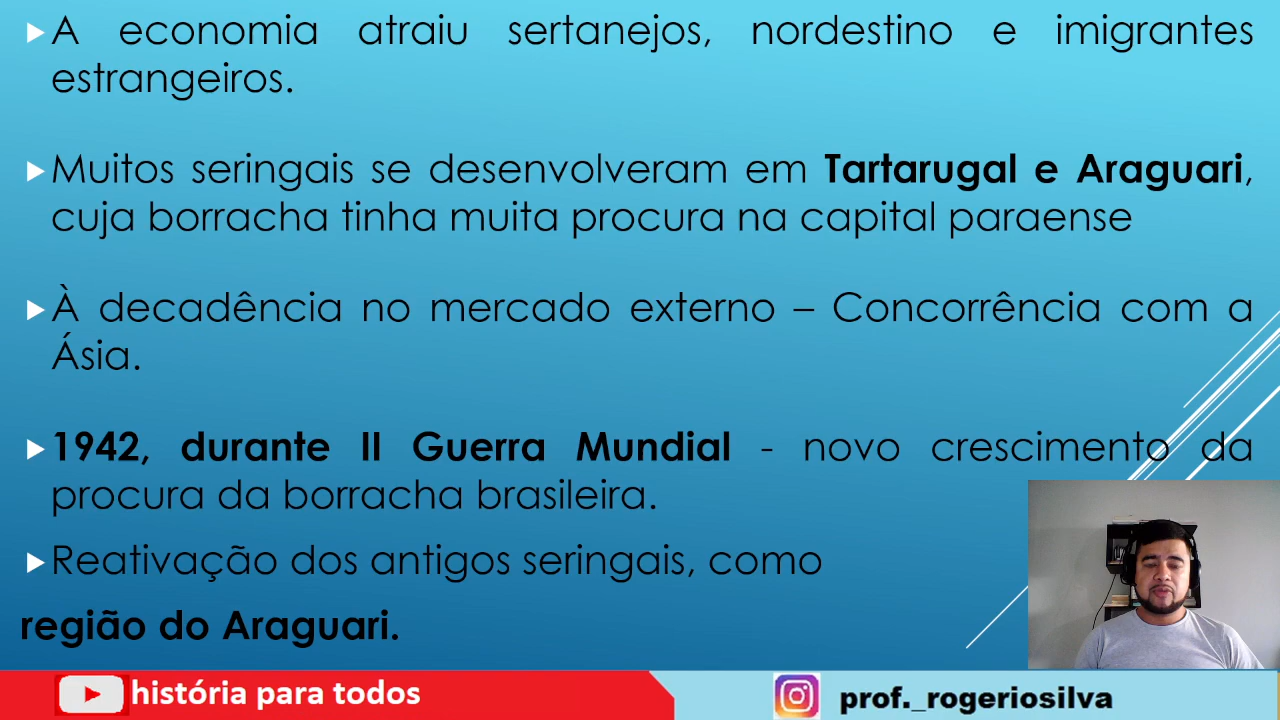 A economia atraiu sertanejos, nordestino e imigrantes
estrangeiros.
Muitos seringais se desenvolveram em Tartarugal e Araguari,
cuja borracha tinha muita procura na capital paraense
À decadência no mercado externo – Concorrência com a
Ásia.
1942, durante II Guerra Mundial - novo crescimento da
procura da borracha brasileira.
Reativação dos antigos seringais, como
região do Araguari.
história para todos
prof._rogeriosilva